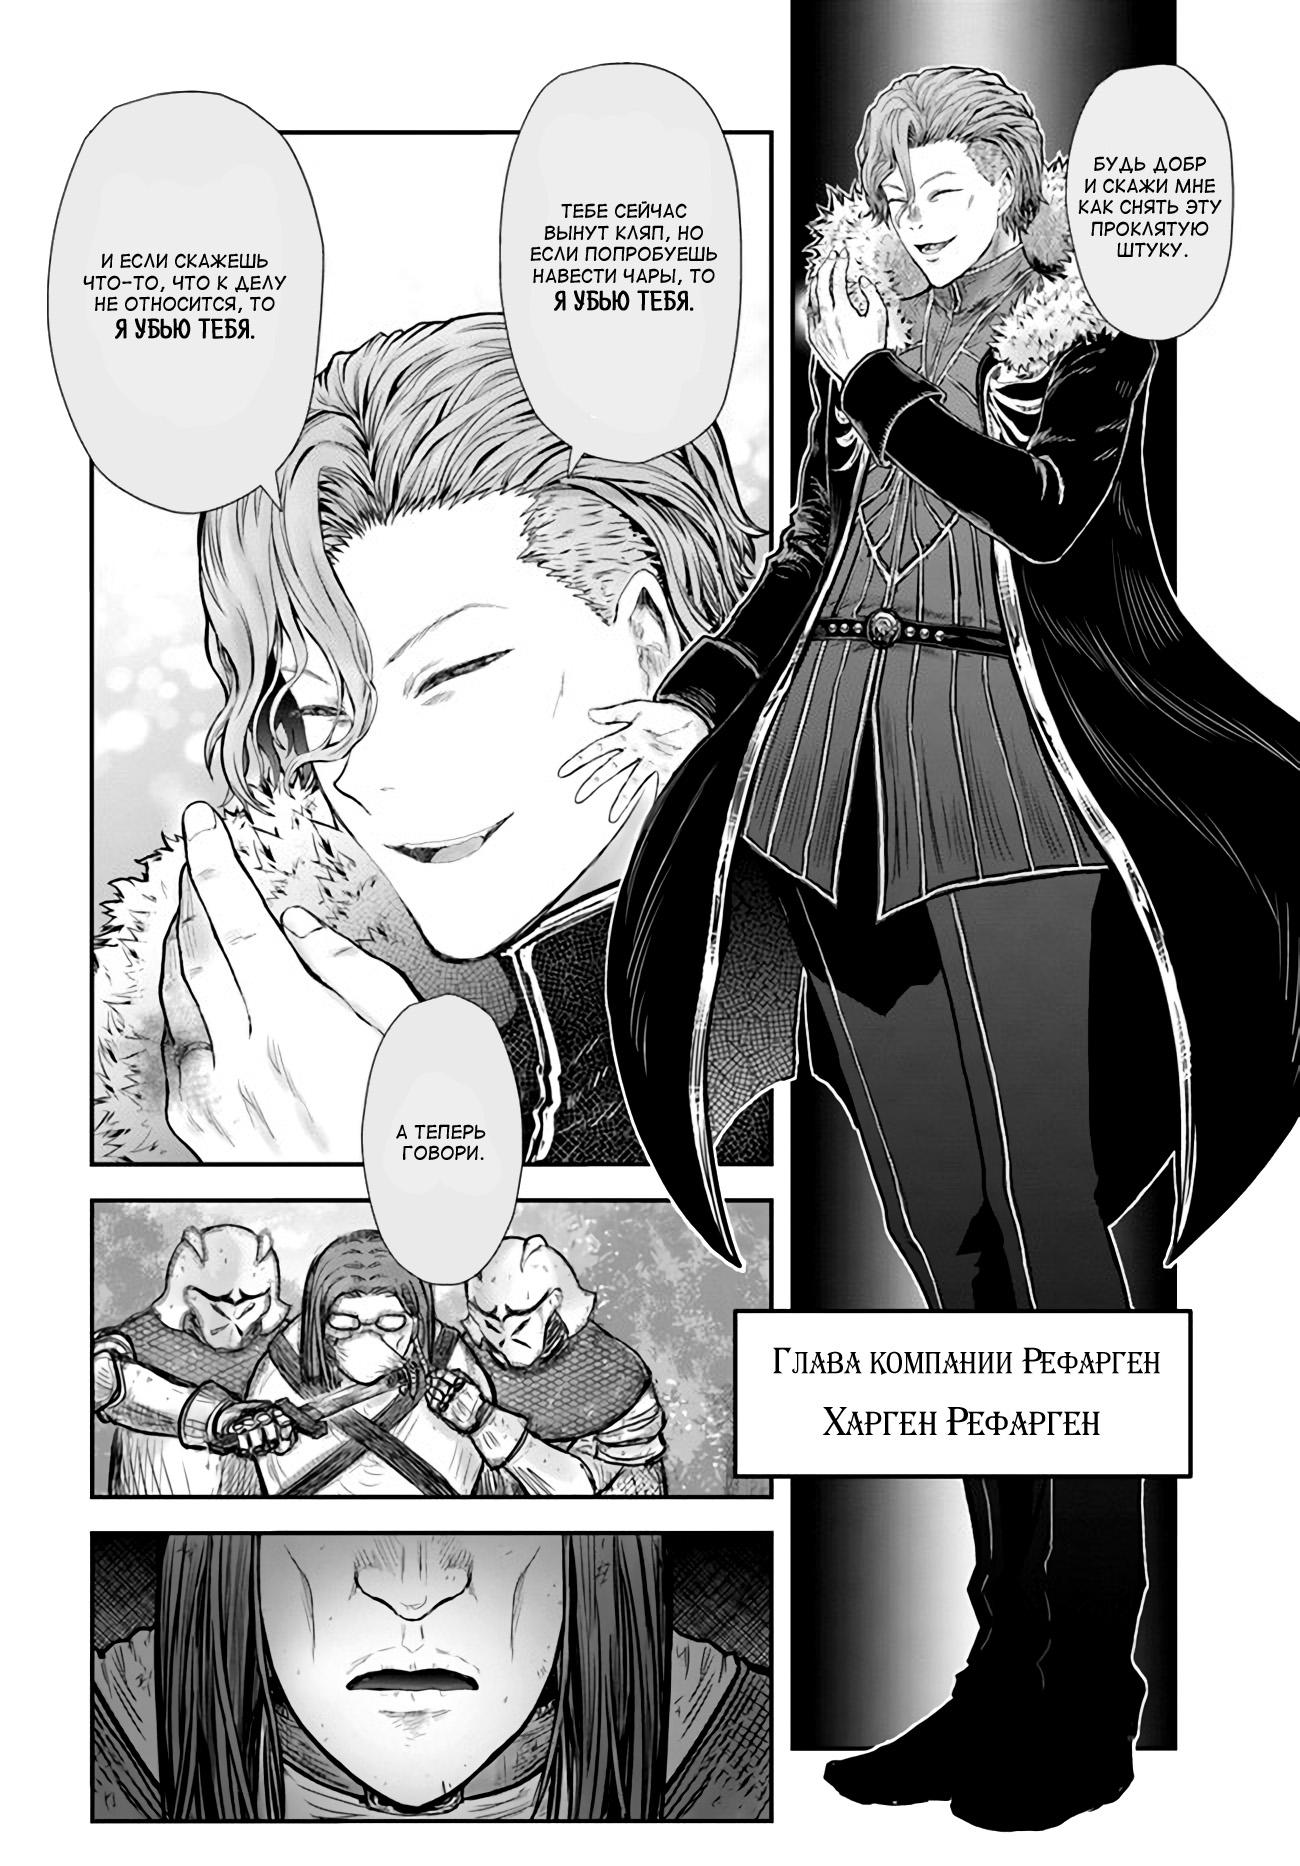 БУДЬ ДОБР
И СКАЖИ МНЕ
КАК СНЯТЬ ЭТУ
ПРОКЛЯТУЮ
ШТУКУ.
ТЕБЕ СЕЙЧАС
ВЫНУТ КЛЯП, НО
ЕСЛИ ПОПРОБУЕШЬ
НАВЕСТИ ЧАРЫ, ТО
Я УБЬЮ ТЕБЯ.
И ЕСЛИ СКАЖЕШЬ
ЧТО-ТО, ЧТО К ДЕЛУ
НЕ ОТНОСИТСЯ, ТО
Я УБЬЮ ТЕБЯ.
А ТЕПЕРЬ
ГОВОРИ.
Глава компании Рефарген
Харген Рефарген